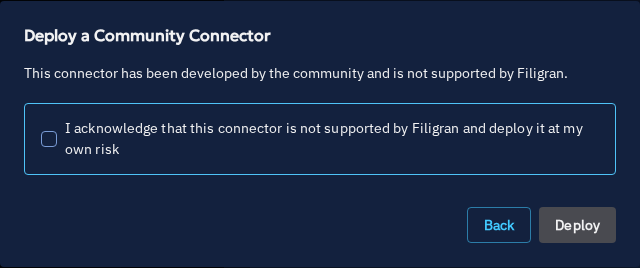 Deploy a Community Connector
This connector has been developed by the community and is not supported by Filigran.
I acknowledge that this connector is not supported by Filigran and deploy it at my
own risk
Back
Deploy